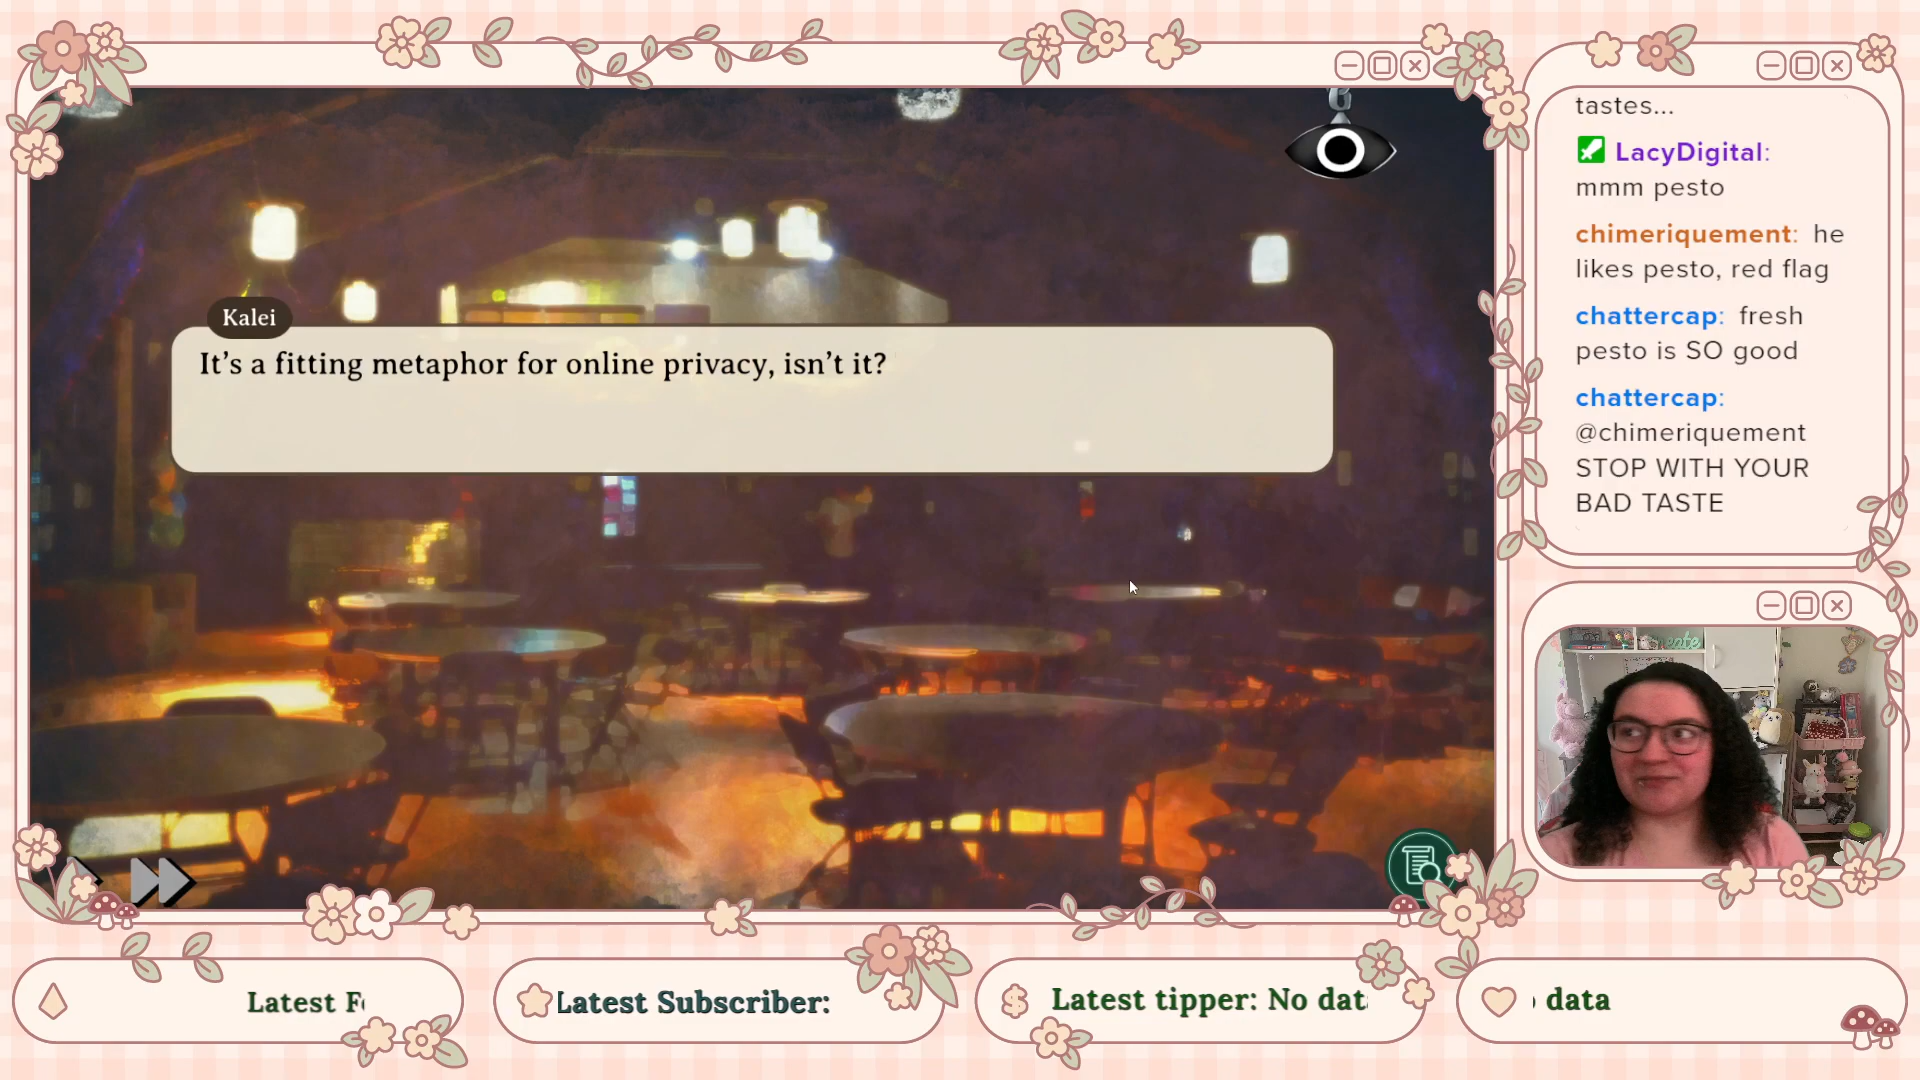 Kalei
It's a fitting metaphor for online privacy, isn't it?
tastes...
LacyDigital:
mmm pesto
chimeriquement: he
likes pesto, red flag
chattercap: fresh
pesto is SO good
chattercap:
@chimeriquement
STOP WITH YOUR
BAD TASTE
Latest
Latest Subscriber:
Latest tipper: No data
data